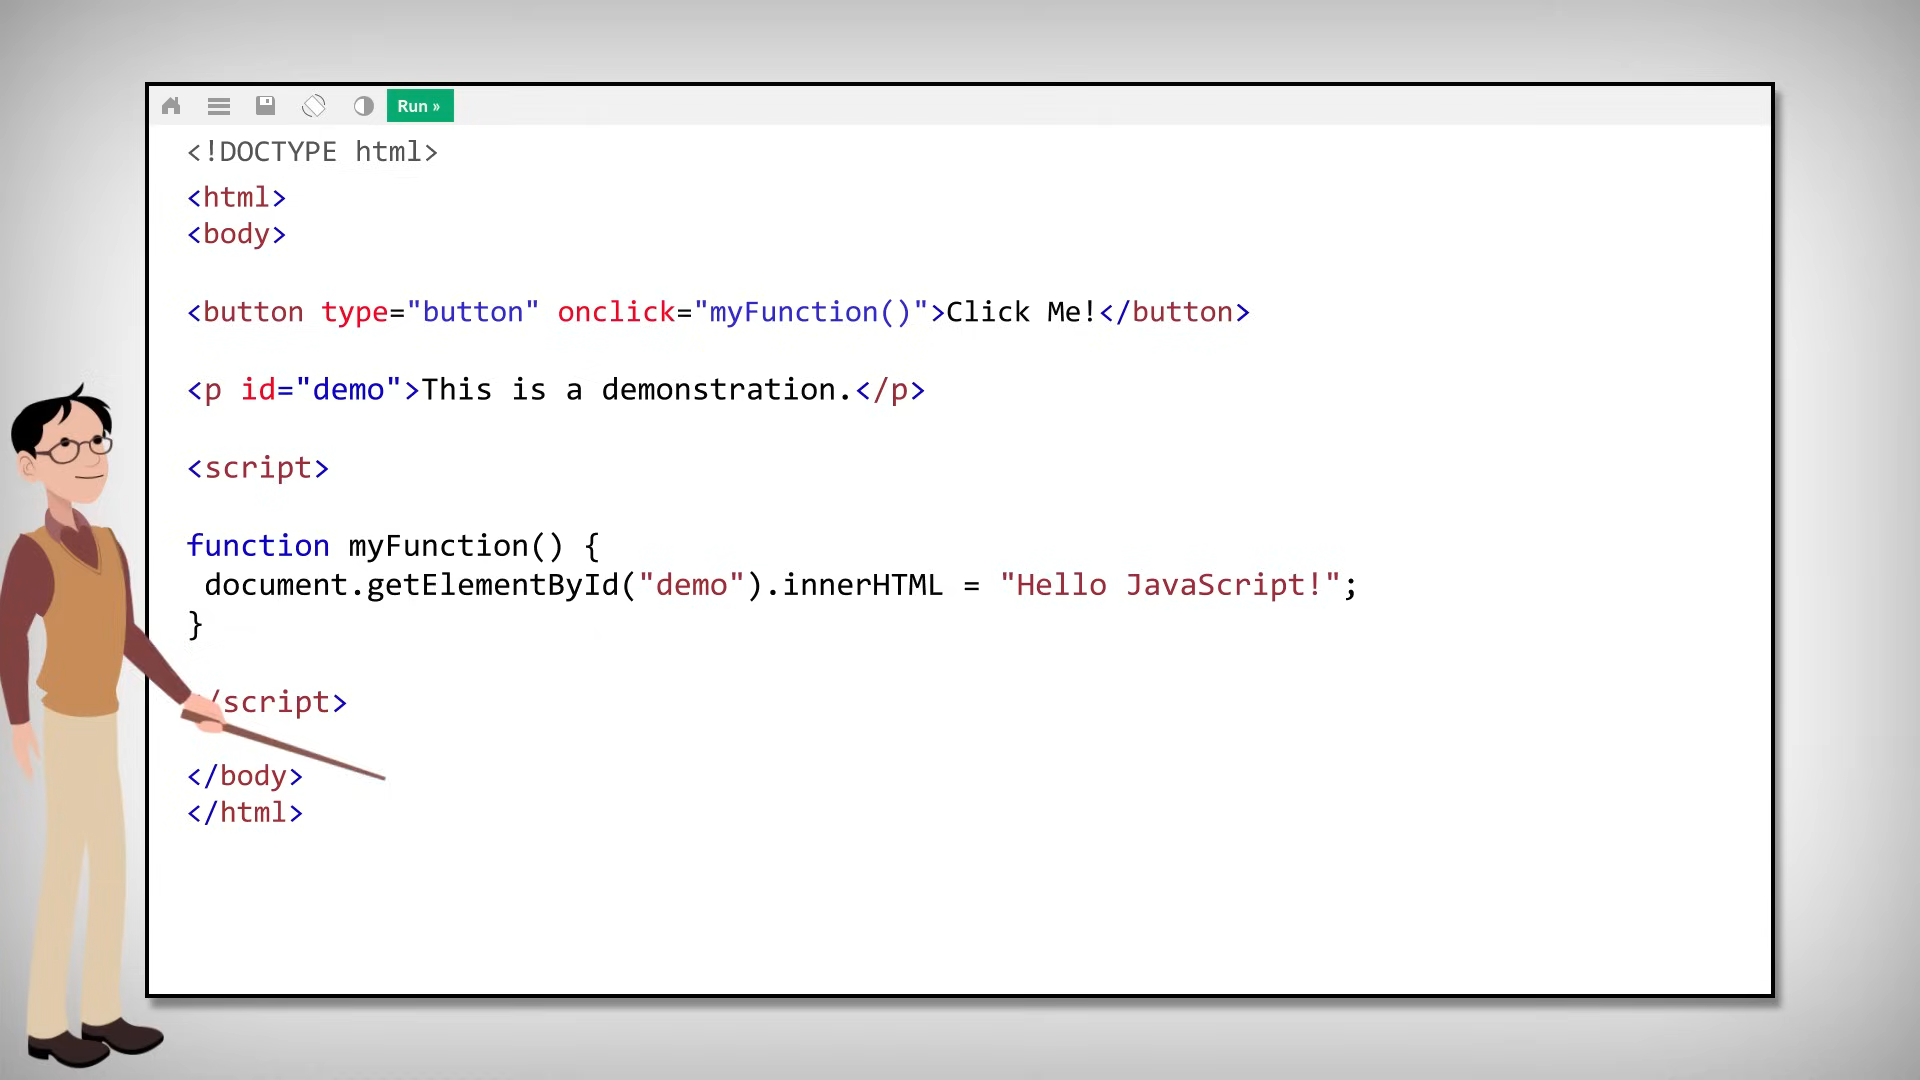 Run »
<!DOCTYPE html>
<html>
<body>
<button type="button" onclick="myFunction()">Click Me!</button>
<p id="demo">This is a demonstration.</p>
<script>
function myFunction() {
document.getElementById("demo").innerHTML = "Hello JavaScript!";
}
/script>
</body>
</html>